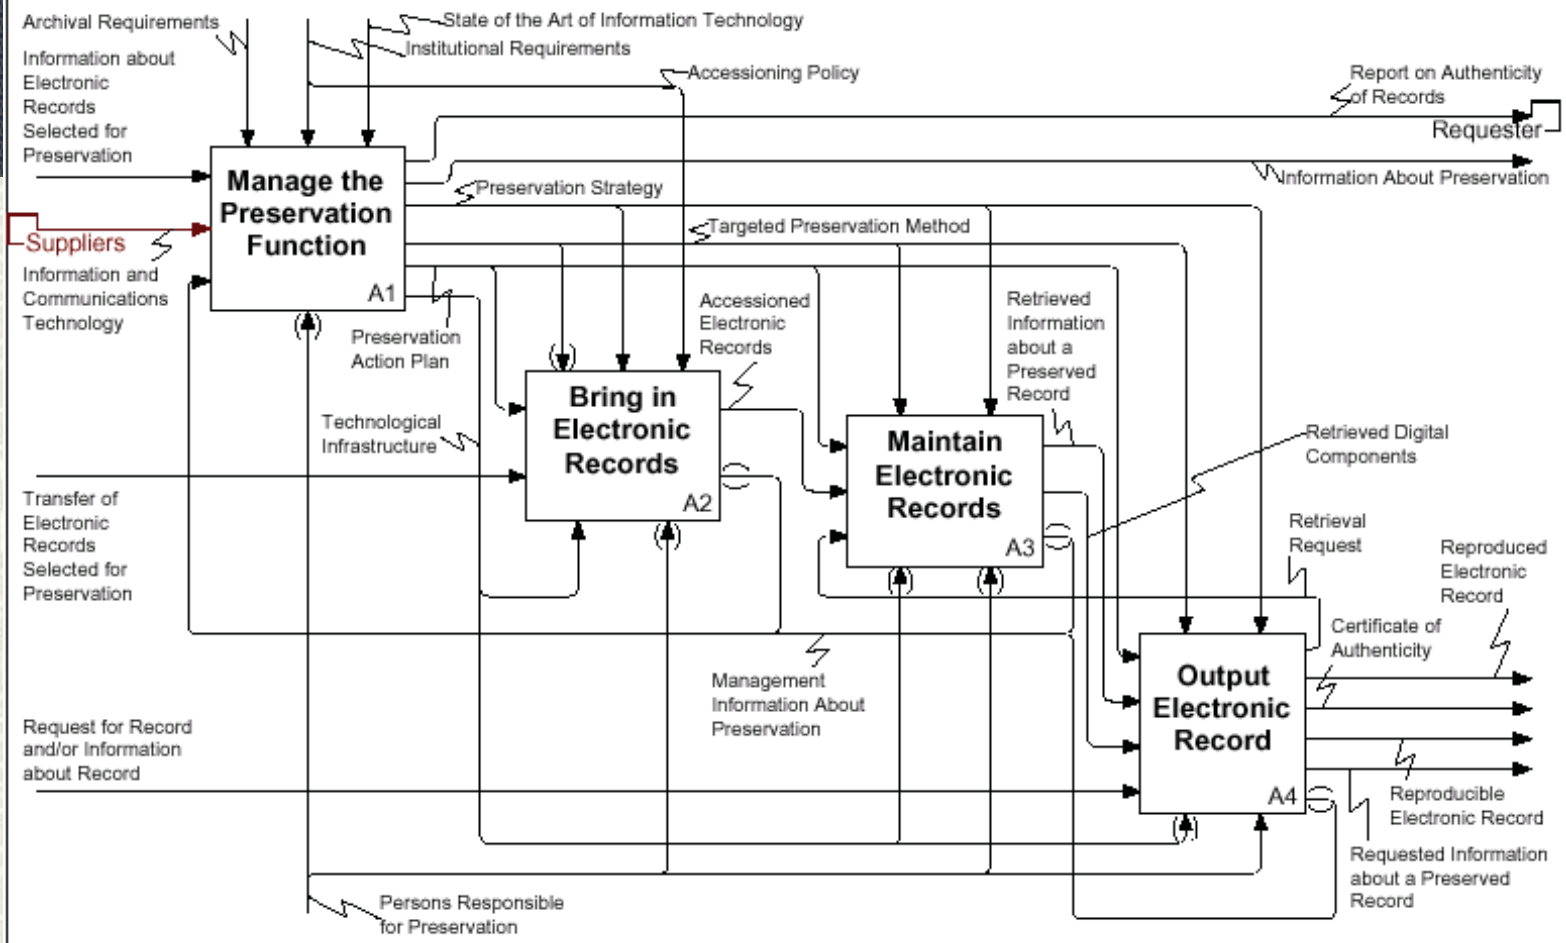 Archival Requirements
State of the Art of Information Technology
Institutional Requirements
Information about
Electronic
Records
Selected for
Preservation
Accessioning Policy
Report on Authenticity
of Records
Requester
Information About Preservation
Manage the
Preservation
Function
A1
Preservation Strategy
Targeted Preservation Method
Suppliers
Information and
Communications
Technology
Preservation
Action Plan
Accessioned
Electronic
Records
Retrieved
Information
about a
Preserved
Record
Technological
Infrastructure
Bring in
Electronic
Records
A2
Maintain
Electronic
Records
A3
Retrieved Digital
Components
Transfer of
Electronic
Records
Selected for
Preservation
Retrieval
Request
Reproduced
Electronic
Record
Certificate of
Authenticity
Management
Information About
Preservation
Output
Electronic
Record
A4
Request for Record
and/or Information
about Record
Reproducible
Electronic Record
Requested Information
about a Preserved
Record
Persons Responsible
for Preservation